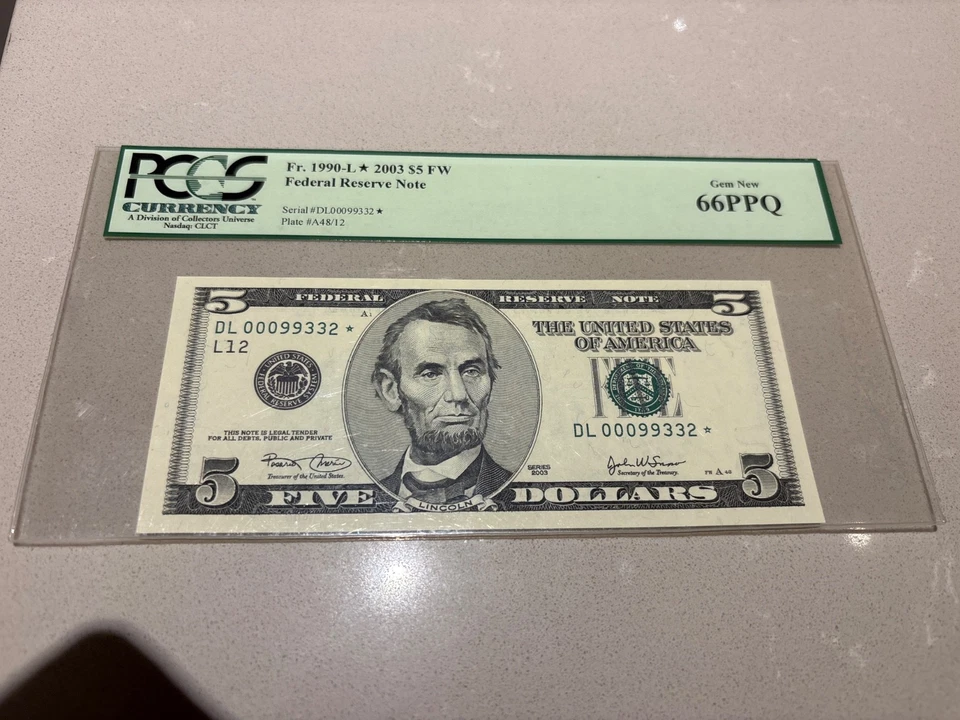 PCGS
CURRENCY
A Division of Collectors Universe
Nasdaq: CLCT
Fr. 1990-L★ 2003 $5 FW
Federal Reserve Note
Serial #DL00099332★
Plate #A48/12
Gem New
66PPQ
5 FEDERAL RESERVE NOTE 5
DL 00099332 ★
L12
THE UNITED STATES
OF AMERICA
DL 00099332 ★
THIS NOTE IS LEGAL TENDER
FOR ALL DEBTS, PUBLIC AND PRIVATE
Treasurer of the United States.
SERIES
2003
Secretary of the Treasury.
FW A 48
5 FIVE LINCOLN DOLLARS 5